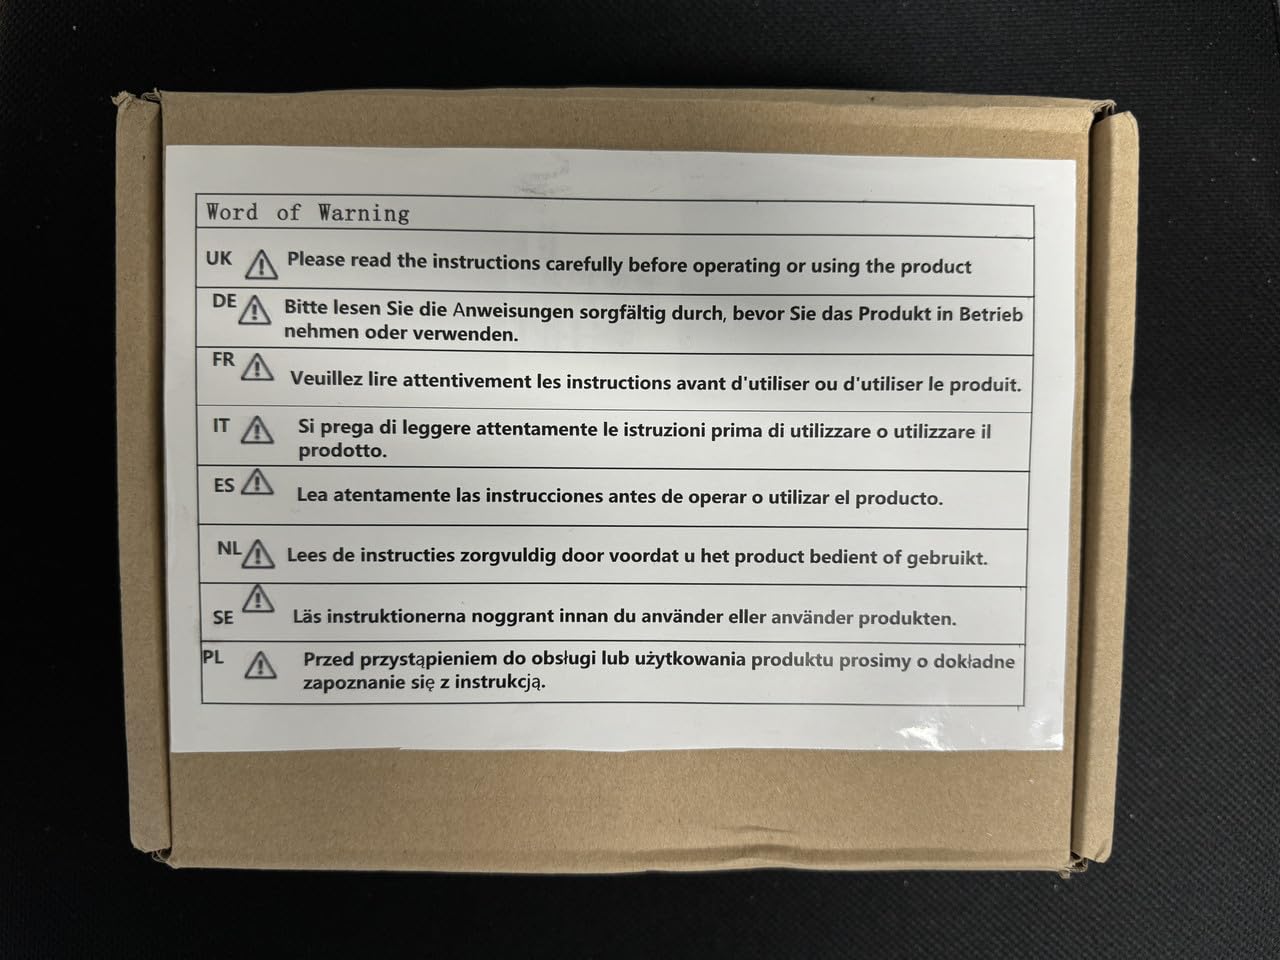 Word of Warning
UK Please read the instructions carefully before operating or using the product
DE Bitte lesen Sie die Anweisungen sorgfältig durch, bevor Sie das Produkt in Betrieb
nehmen oder verwenden.
FR Veuillez lire attentivement les instructions avant d'utiliser ou d'utiliser le produit.
IT Si prega di leggere attentamente le istruzioni prima di utilizzare o utilizzare il
prodotto.
ES Lea atentamente las instrucciones antes de operar o utilizar el producto.
NL Lees de instructies zorgvuldig door voordat u het product bedient of gebruikt.
SE Läs instruktionerna noggrant innan du använder eller använder produkten.
PL Przed przystąpieniem do obsługi lub użytkowania produktu prosimy o dokładne
zapoznanie się z instrukcją.